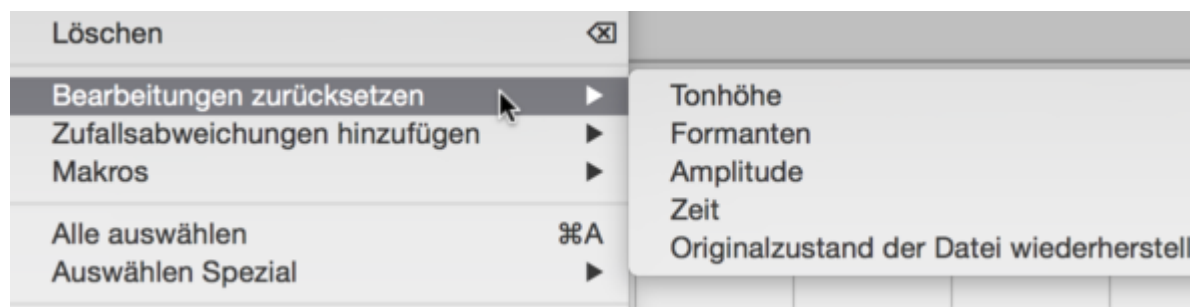 Löschen ⌫
Bearbeitungen zurücksetzen ▶
Zufallsabweichungen hinzufügen ▶
Makros ▶
Alle auswählen ⌘A
Auswählen Spezial ▶
Tonhöhe
Formanten
Amplitude
Zeit
Originalzustand der Datei wiederherstell